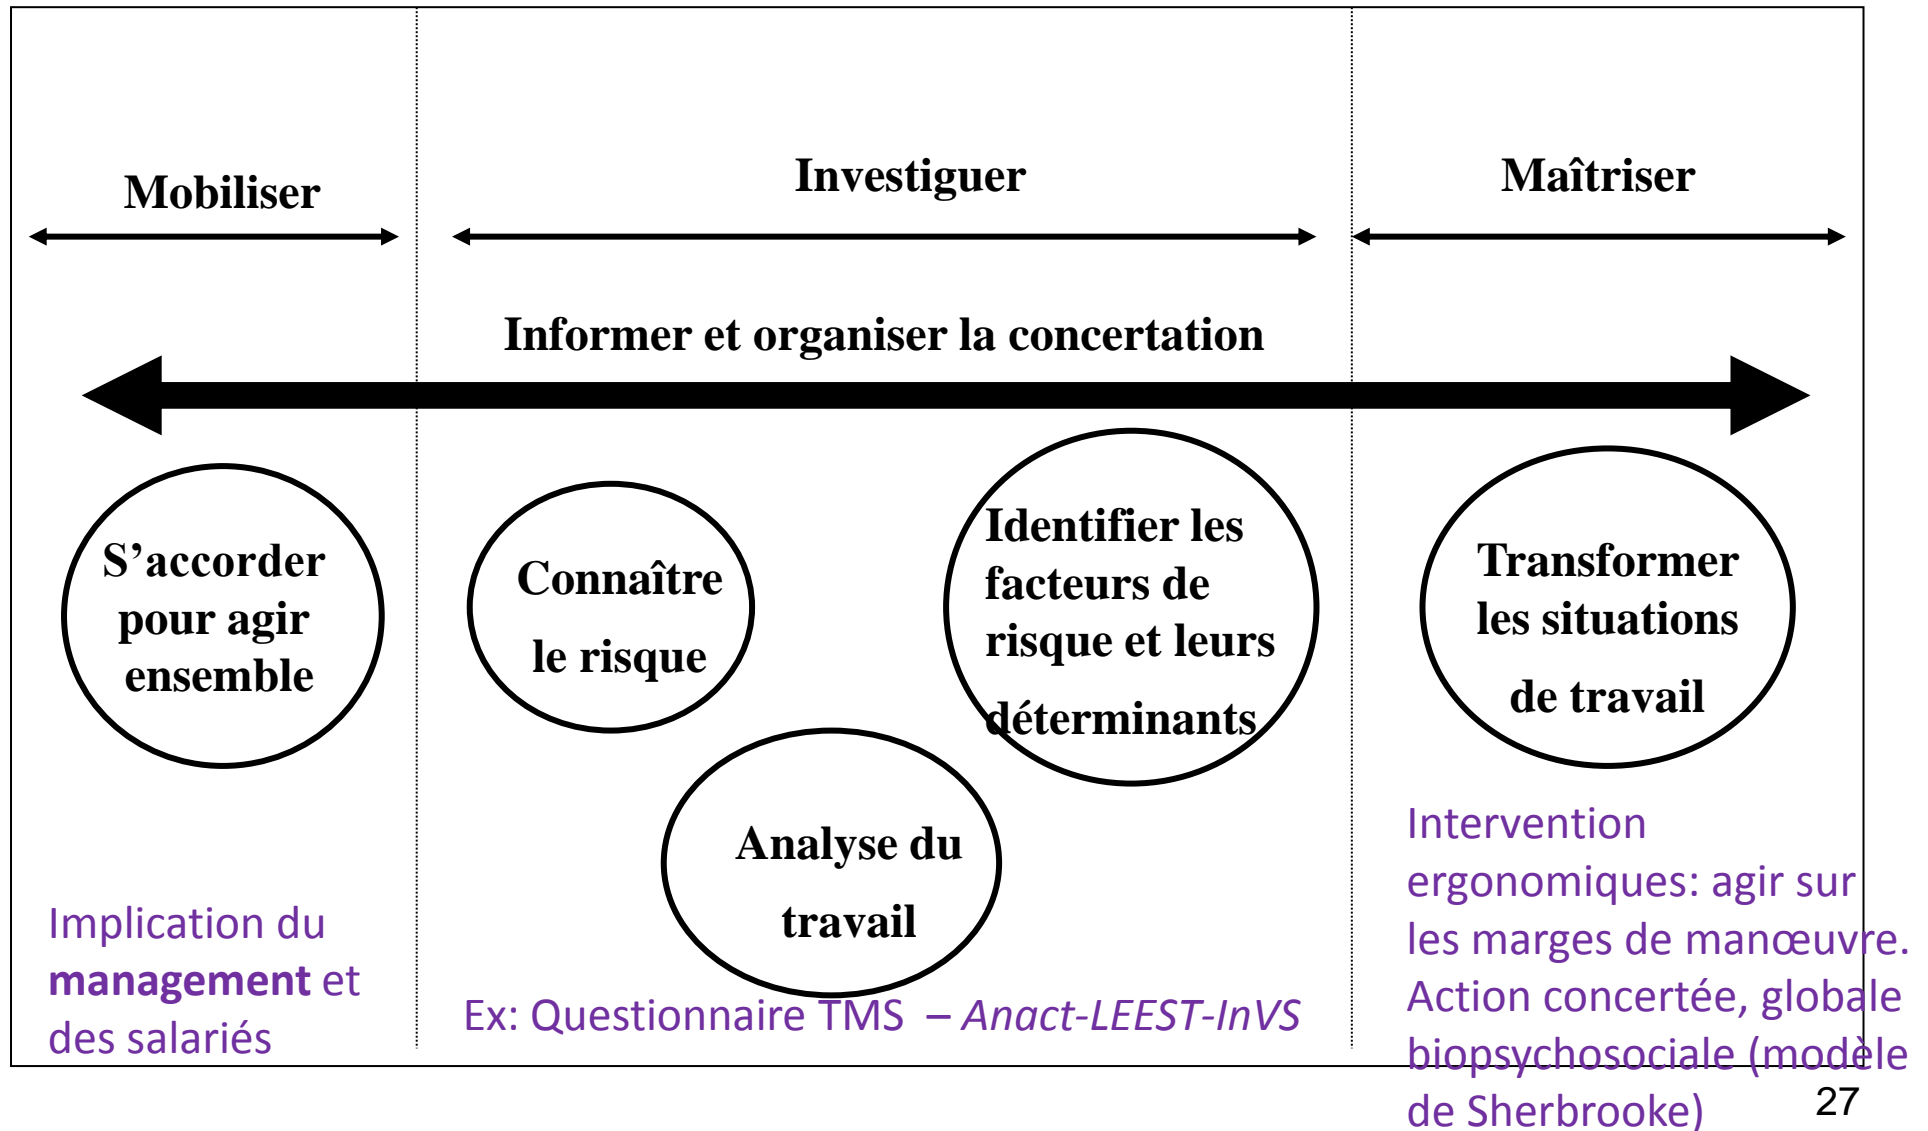 Mobiliser
Investiguer
Maîtriser
Informer et organiser la concertation
S’accorder
pour agir
ensemble
Connaître
le risque
Analyse du
travail
Identifier les
facteurs de
risque et leurs
déterminants
Transformer
les situations
de travail
Implication du
management et
des salariés
Ex: Questionnaire TMS – Anact-LEEST-InVS
Intervention
ergonomiques: agir sur
les marges de manœuvre.
Action concertée, globale
biopsychosociale (modèle
de Sherbrooke)
27